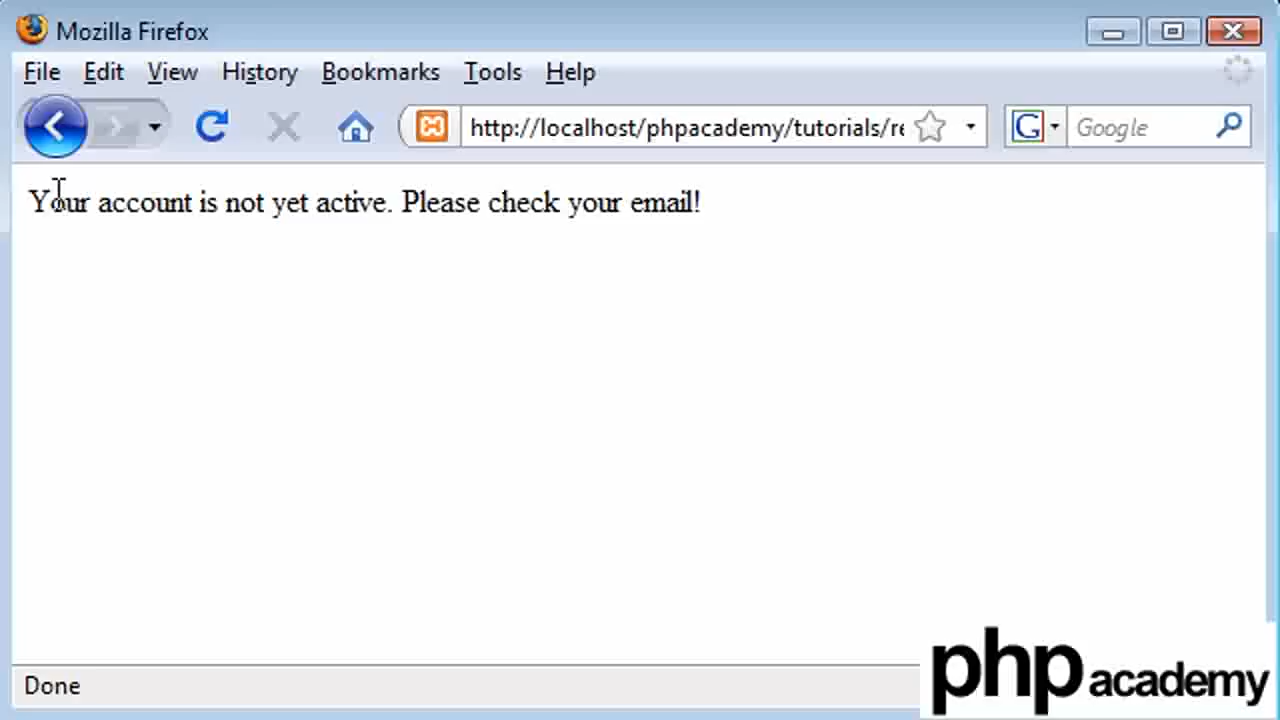 Mozilla Firefox
File Edit View History Bookmarks Tools Help
http://localhost/phpacademy/tutorials/re
Google
Your account is not yet active. Please check your email!
Done
php academy